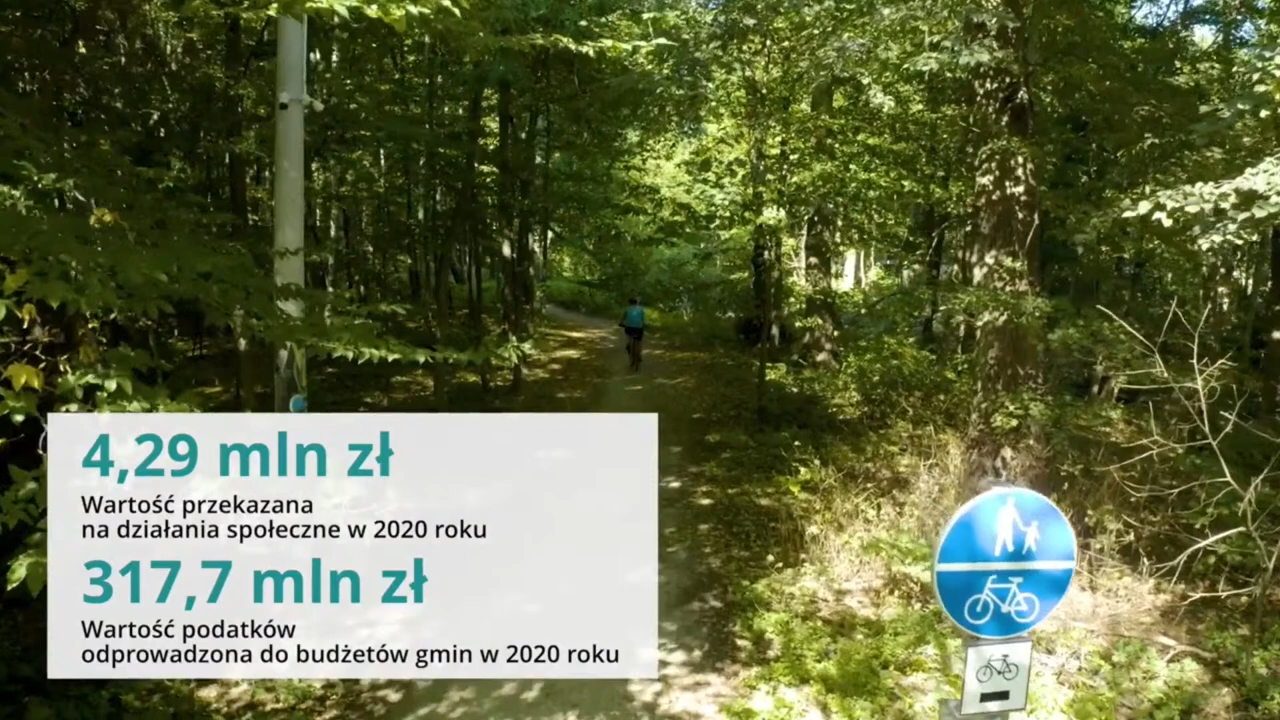 4,29 mln zł
Wartość przekazana
na działania społeczne w 2020 roku
317,7 mln zł
Wartość podatków
odprowadzona do budżetów gmin w 2020 roku